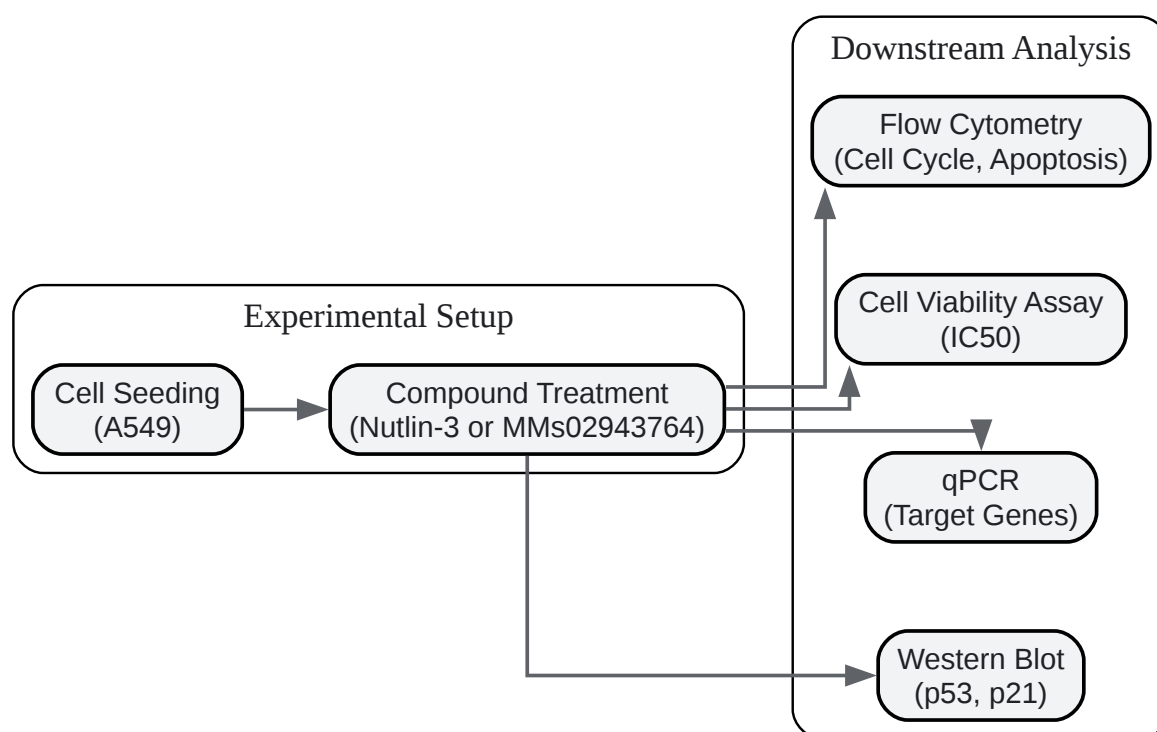 Experimental Setup
Cell Seeding
(A549)
Compound Treatment
(Nutlin-3 or MMs02943764)
Downstream Analysis
Flow Cytometry
(Cell Cycle, Apoptosis)
Cell Viability Assay
(IC50)
qPCR
(Target Genes)
Western Blot
(p53, p21)